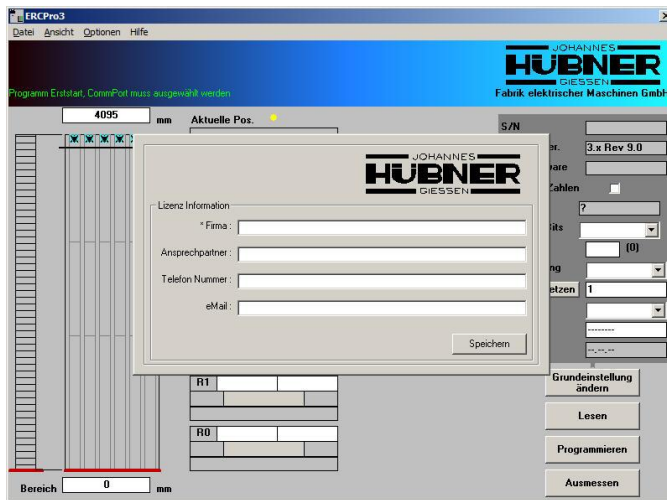 ERCPro3
Datei Ansicht Optionen Hilfe
JOHANNES
HÜBNER
GIESSEN
Fabrik elektrischer Maschinen GmbH
Programm Erststart, CommPort muss ausgewählt werden
4095 mm
Aktuelle Pos.
S/N
3.x Rev 9.0
Zahlen
?
(0)
etzen 1
--------
--.--.--
JOHANNES
HÜBNER
GIESSEN
Lizenz Information
* Firma :
Ansprechpartner :
Telefon Nummer :
eMail :
Speichern
R1
R0
Grundeinstellung
ändern
Lesen
Programmieren
Ausmessen
Bereich 0 mm